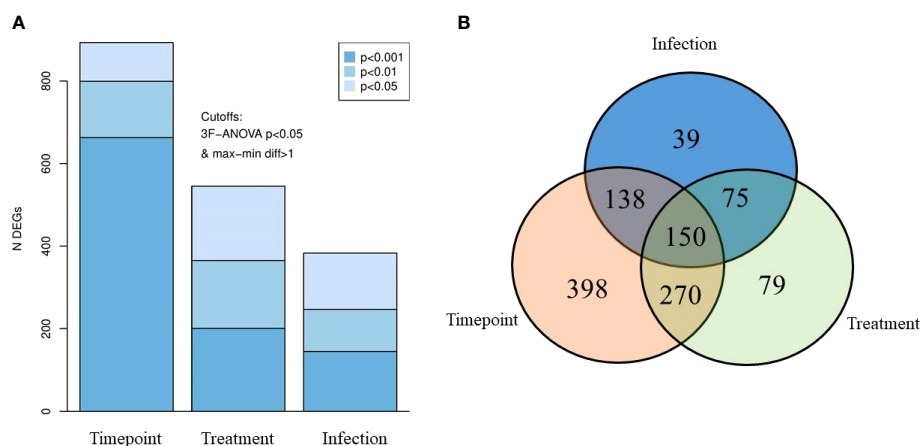 A
B
p<0.001
p<0.01
p<0.05
Cutoffs:
3F−ANOVA p<0.05
& max−min diff>1
N DEGs
800
600
400
200
0
Timepoint
Treatment
Infection
Infection
39
138
75
150
398
270
79
Timepoint
Treatment